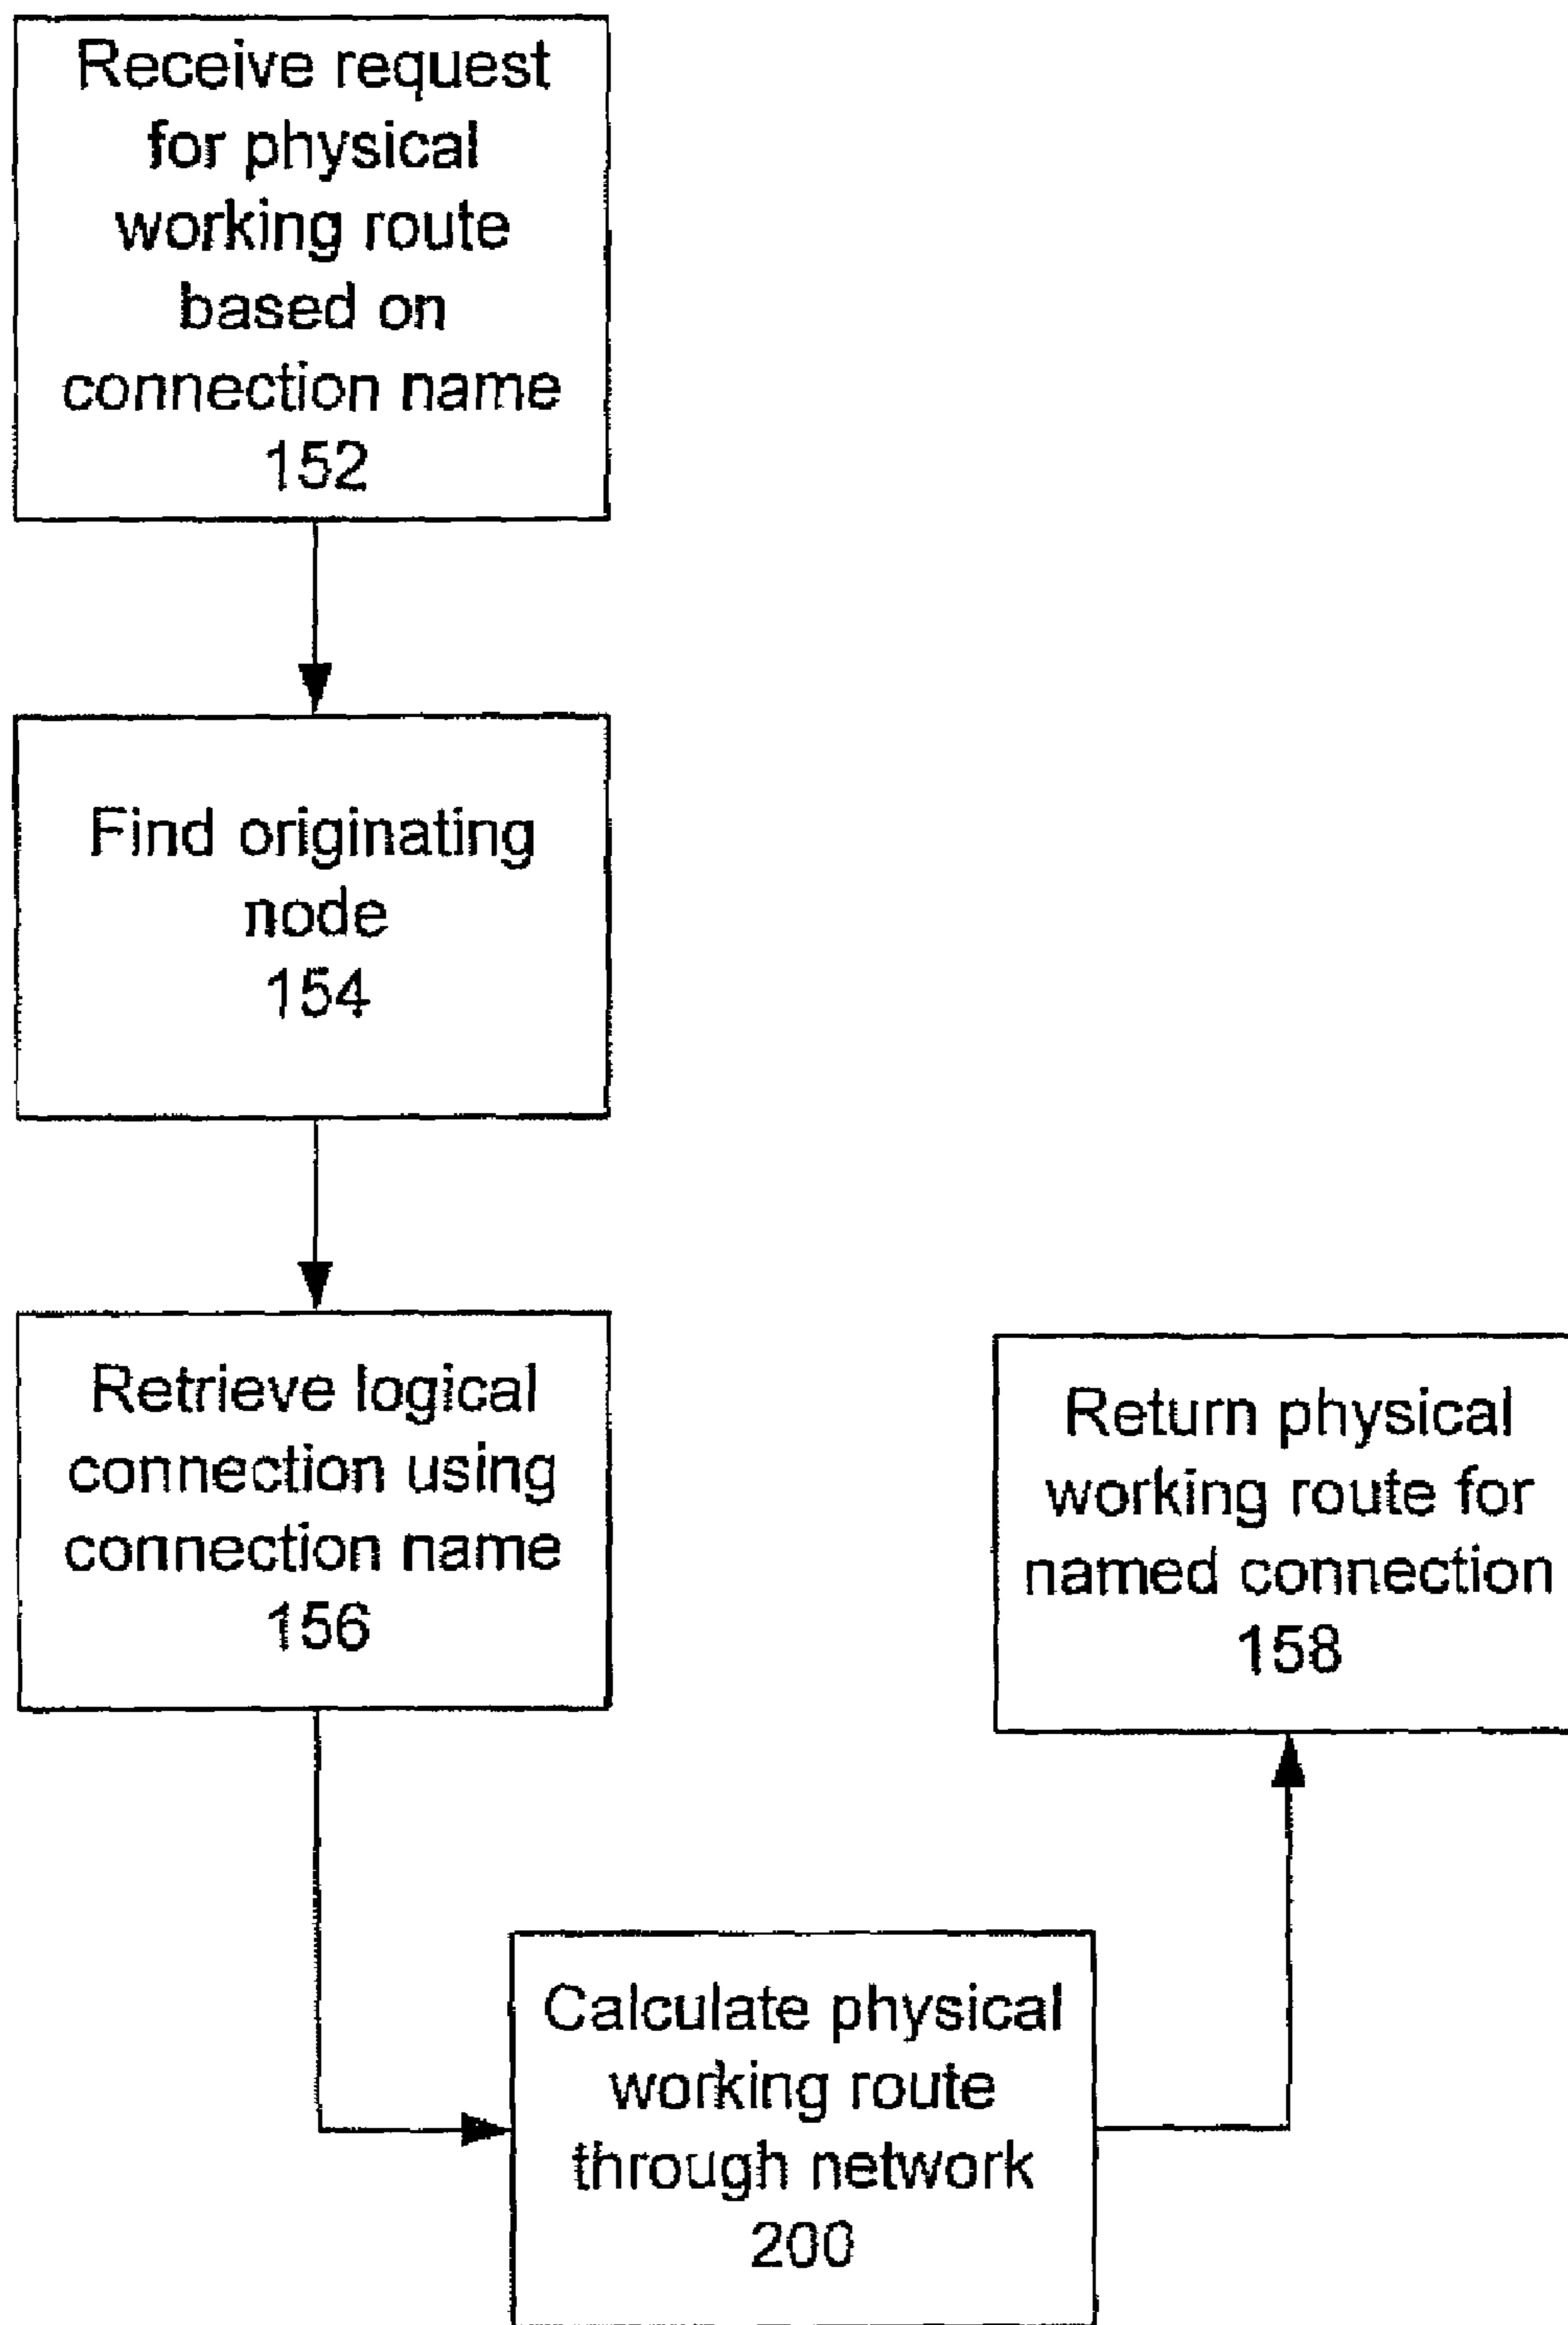 Receive request
for physical
working route
based on
connection name
152
Find originating
node
154
Retrieve logical
connection using
connection name
156
Calculate physical
working route
through network
200
Return physical
working route for
named connection
158